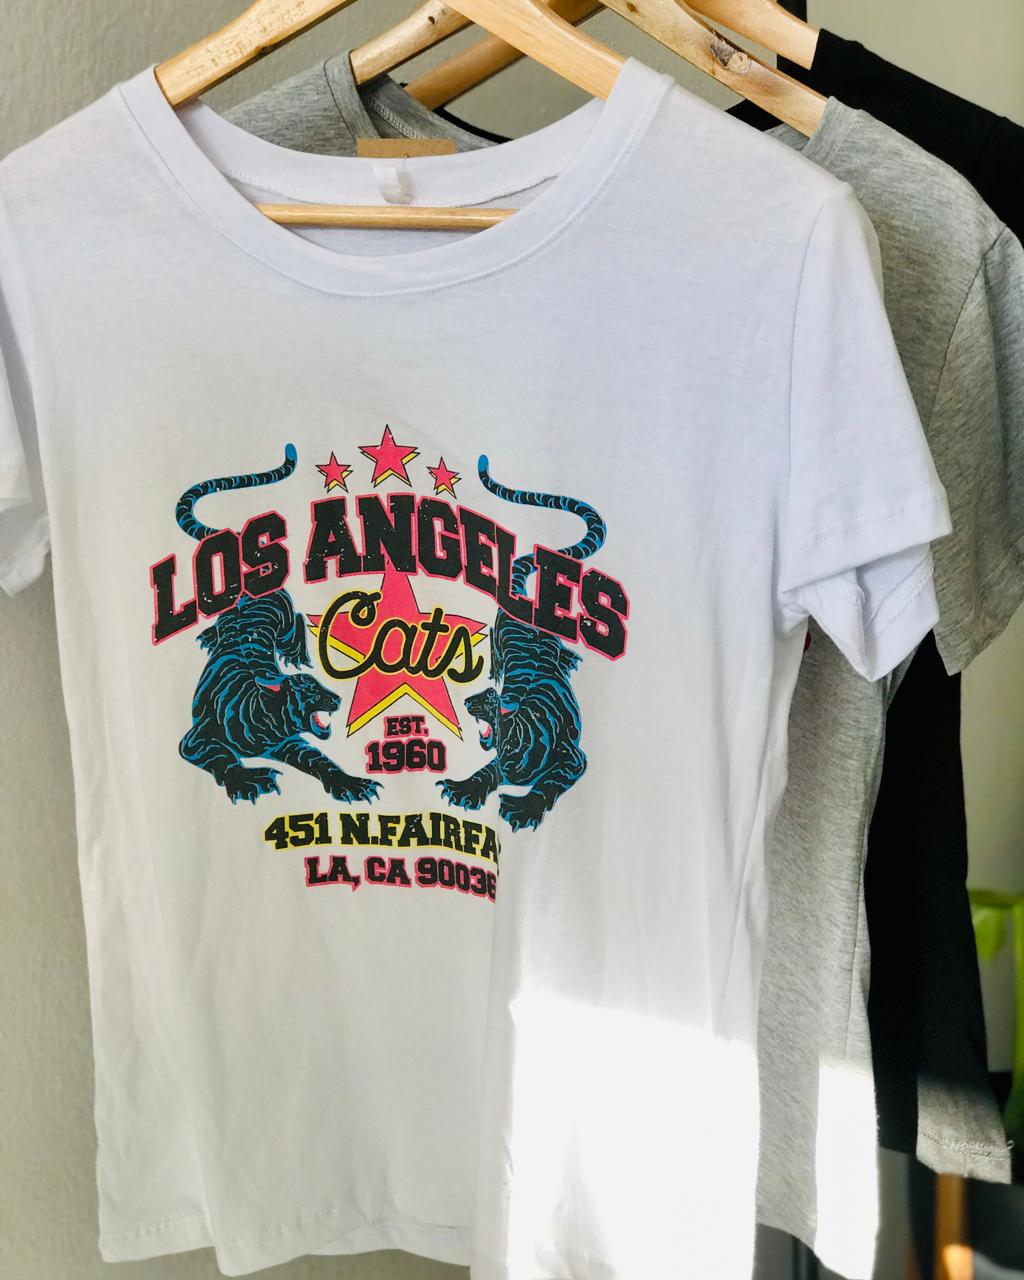 LOS ANGELES
Cats
EST.
1960
451 N.FAIRFA
LA, CA 90036